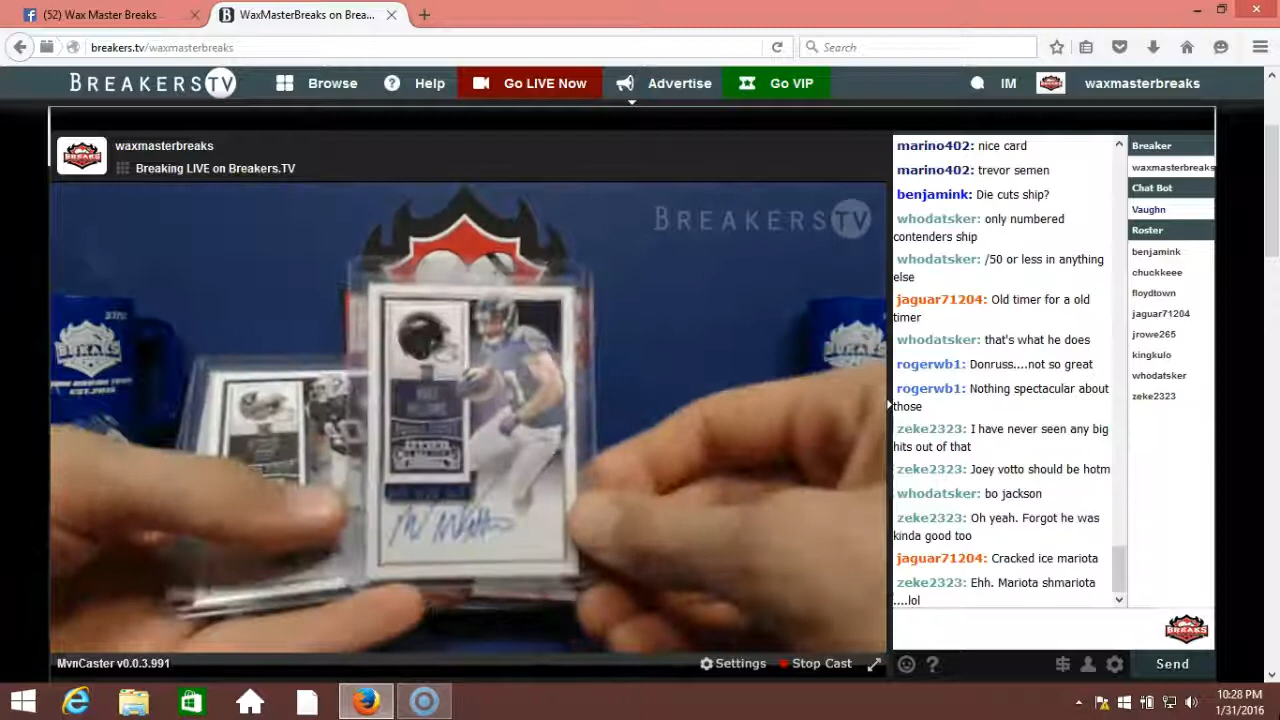 (52) Wax Master Breaks
WaxMasterBreaks on Brea...
breakers.tv/waxmasterbreaks
Search
BREAKERS TV
Browse
Help
Go LIVE Now
Advertise
Go VIP
IM
waxmasterbreaks
waxmasterbreaks
Breaking LIVE on Breakers.TV
BREAKERS TV
BREAKS
marino402: nice card
marino402: trevor semen
benjamink: Die cuts ship?
whodatsker: only numbered
contenders ship
whodatsker: /50 or less in anything
else
jaguar71204: Old timer for a old
timer
whodatsker: that's what he does
rogerwb1: Donruss....not so great
rogerwb1: Nothing spectacular about
those
zeke2323: I have never seen any big
hits out of that
zeke2323: Joey votto should be hotm
whodatsker: bo jackson
zeke2323: Oh yeah. Forgot he was
kinda good too
jaguar71204: Cracked ice mariota
zeke2323: Ehh. Mariota shmariota
....lol
Breaker
waxmasterbreaks
Chat Bot
Vaughn
Roster
benjamink
chuckkeee
floydtown
jaguar71204
jrowe265
kingkulo
whodatsker
zeke2323
BREAKS
MvnCaster v0.0.3.991
Settings
Stop Cast
Send
10:28 PM
1/31/2016